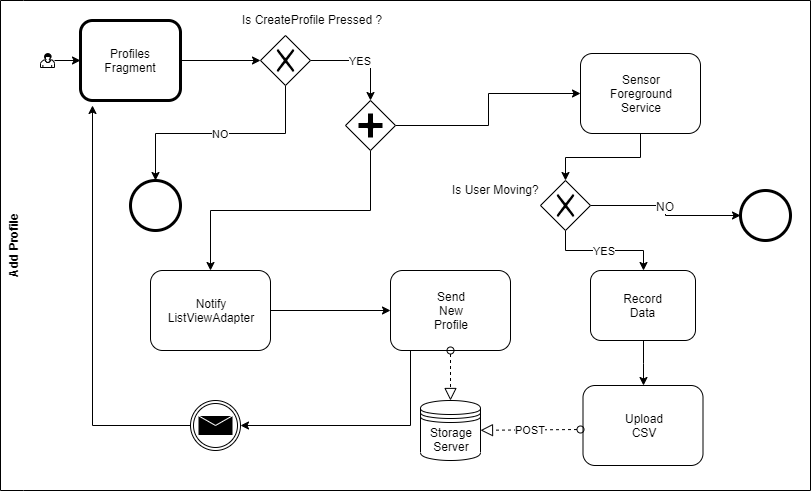 Is CreateProfile Pressed ?
Profiles
Fragment
YES
Sensor
Foreground
Service
NO
Is User Moving?
NO
Add Profile
YES
Notify
ListViewAdapter
Send
New
Profile
Record
Data
Storage
Server
POST
Upload
CSV